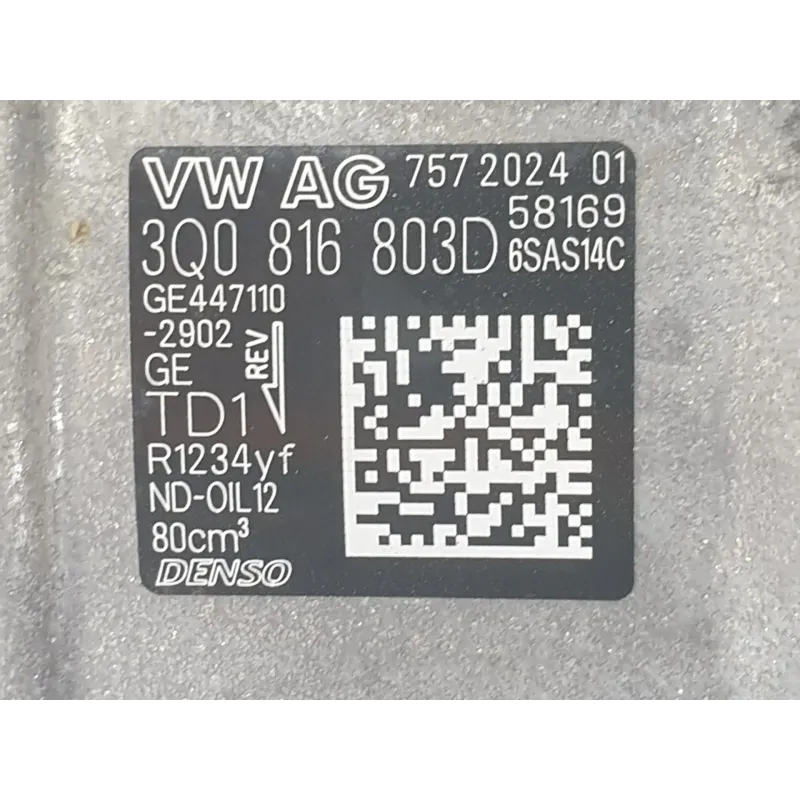 VW AG 757 2024 01
58169
3Q0 816 803D 6SAS14C
GE447110
-2902
GE
REV
TD1
R1234yf
ND-OIL12
80cm³
DENSO